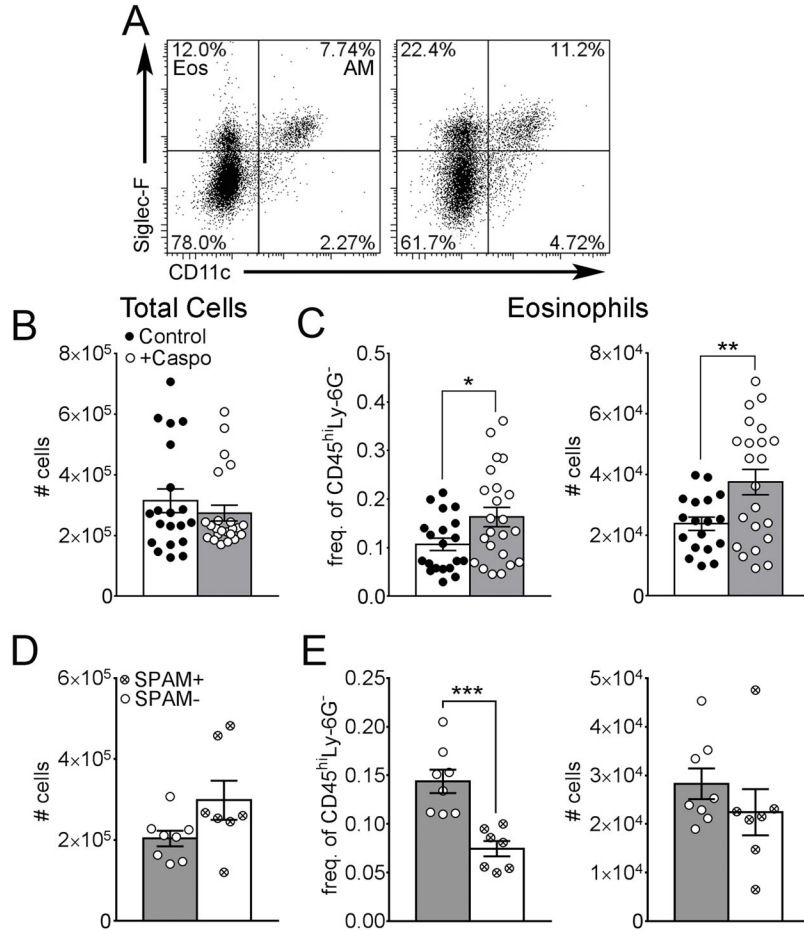 A
12.0% 7.74% 22.4% 11.2%
Eos AM
Siglec-F
78.0% 2.27% 61.7% 4.72%
CD11c
Total Cells Eosinophils
B C
● Control
○ +Caspo
8×10⁵
6×10⁵
4×10⁵
2×10⁵
0
# cells
0.5
0.4
0.3
0.2
0.1
0.0
freq. of CD45ʰⁱLy-6G⁻
*
8×10⁴
6×10⁴
4×10⁴
2×10⁴
0
# cells
**
D E
⊗ SPAM+
○ SPAM-
6×10⁵
4×10⁵
2×10⁵
0
# cells
0.25
0.20
0.15
0.10
0.05
0.00
freq. of CD45ʰⁱLy-6G⁻
***
5×10⁴
4×10⁴
3×10⁴
2×10⁴
1×10⁴
0
# cells